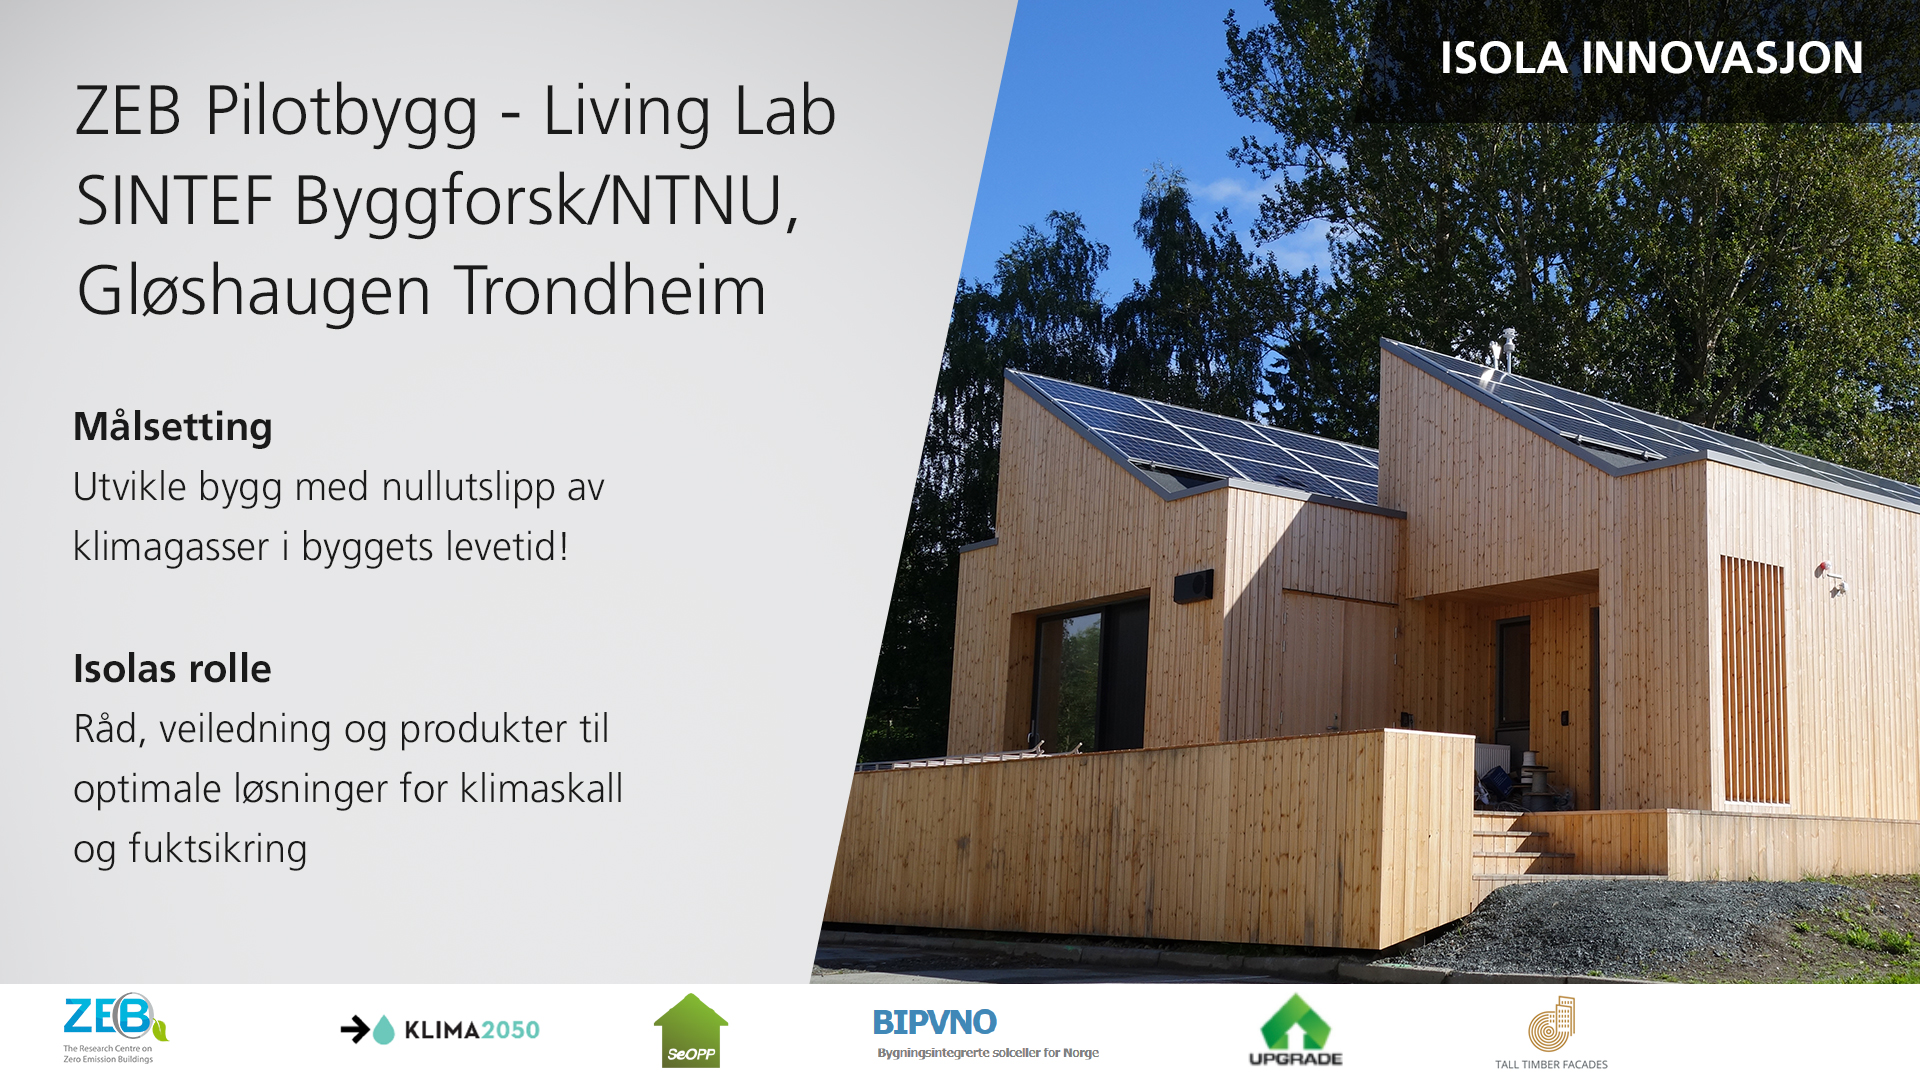 ISOLA INNOVASJON
ZEB Pilotbygg - Living Lab
SINTEF Byggforsk/NTNU,
Gløshaugen Trondheim
Målsetting
Utvikle bygg med nullutslipp av
klimagasser i byggets levetid!
Isolas rolle
Råd, veiledning og produkter til
optimale løsninger for klimaskall
og fuktsikring
ZEB
The Research Centre on
Zero Emission Buildings
KLIMA2050
SeOPP
BIPVNO
Bygningsintegrerte solceller for Norge
UPGRADE
TALL TIMBER FACADES